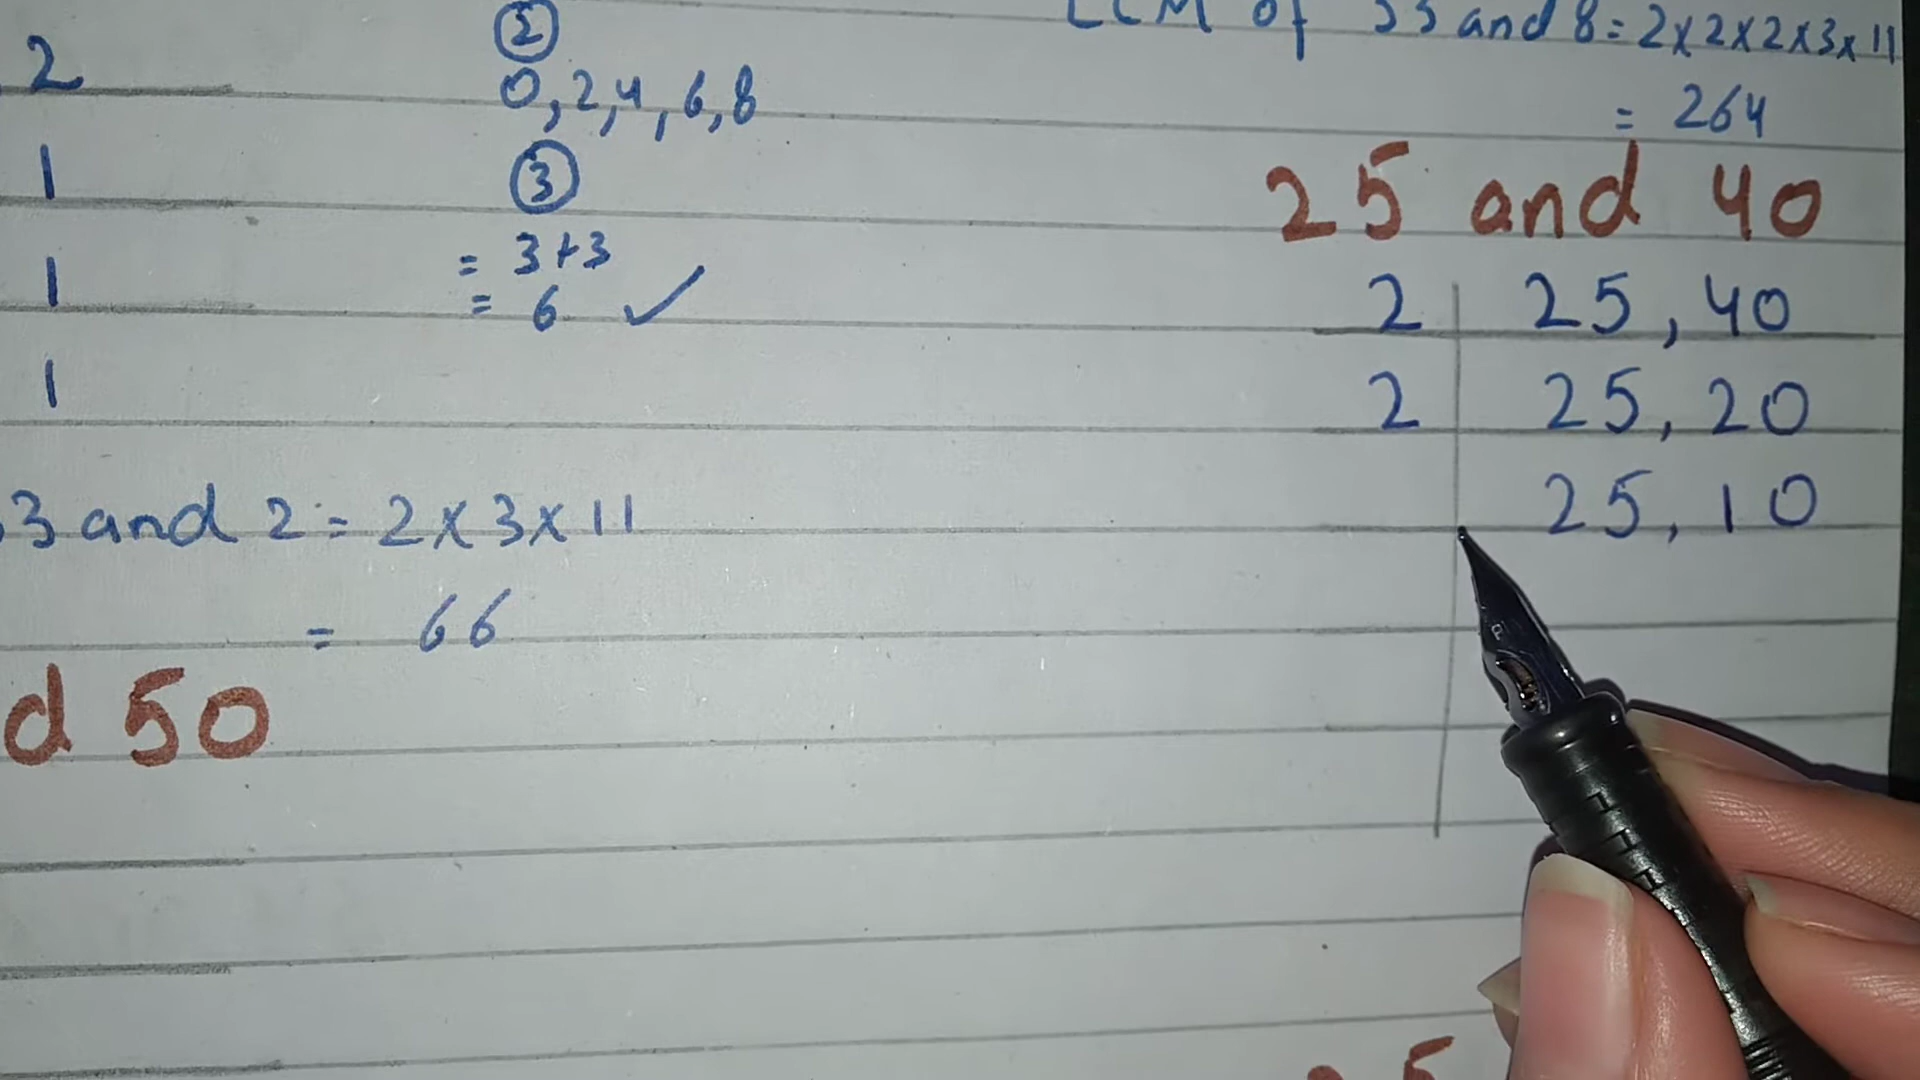 2
1
1
1
3 and 2 = 2x3x11
= 66
d 50
2
0,2,4,6,8
3
= 3+3
= 6 ✓
LCM of 33 and 8 = 2x2x2x3x11
= 264
25 and 40
2 25,40
2 25,20
25,10